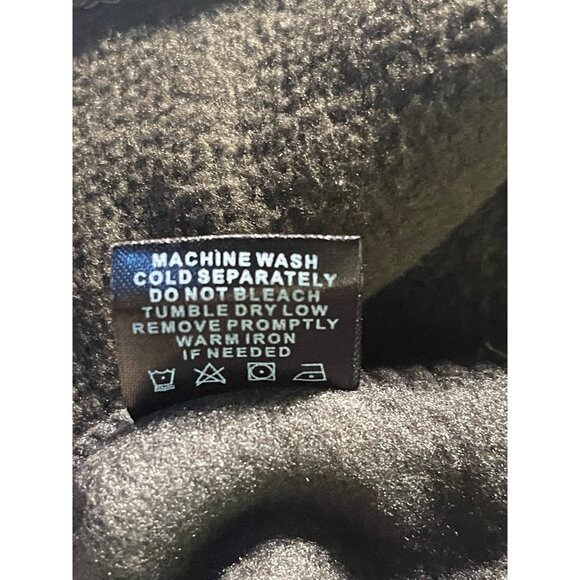 MACHINE WASH
COLD SEPARATELY
DO NOT BLEACH
TUMBLE DRY LOW
REMOVE PROMPTLY
WARM IRON
IF NEEDED